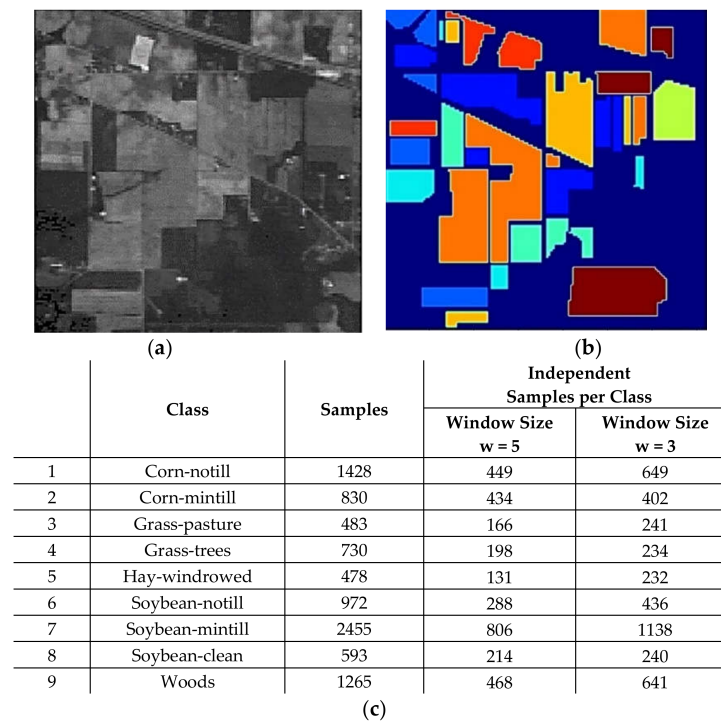 (a)
(b)
Class Samples Independent Samples per Class
Window Size w = 5 Window Size w = 3
1 Corn-notill 1428 449 649
2 Corn-mintill 830 434 402
3 Grass-pasture 483 166 241
4 Grass-trees 730 198 234
5 Hay-windrowed 478 131 232
6 Soybean-notill 972 288 436
7 Soybean-mintill 2455 806 1138
8 Soybean-clean 593 214 240
9 Woods 1265 468 641
(c)